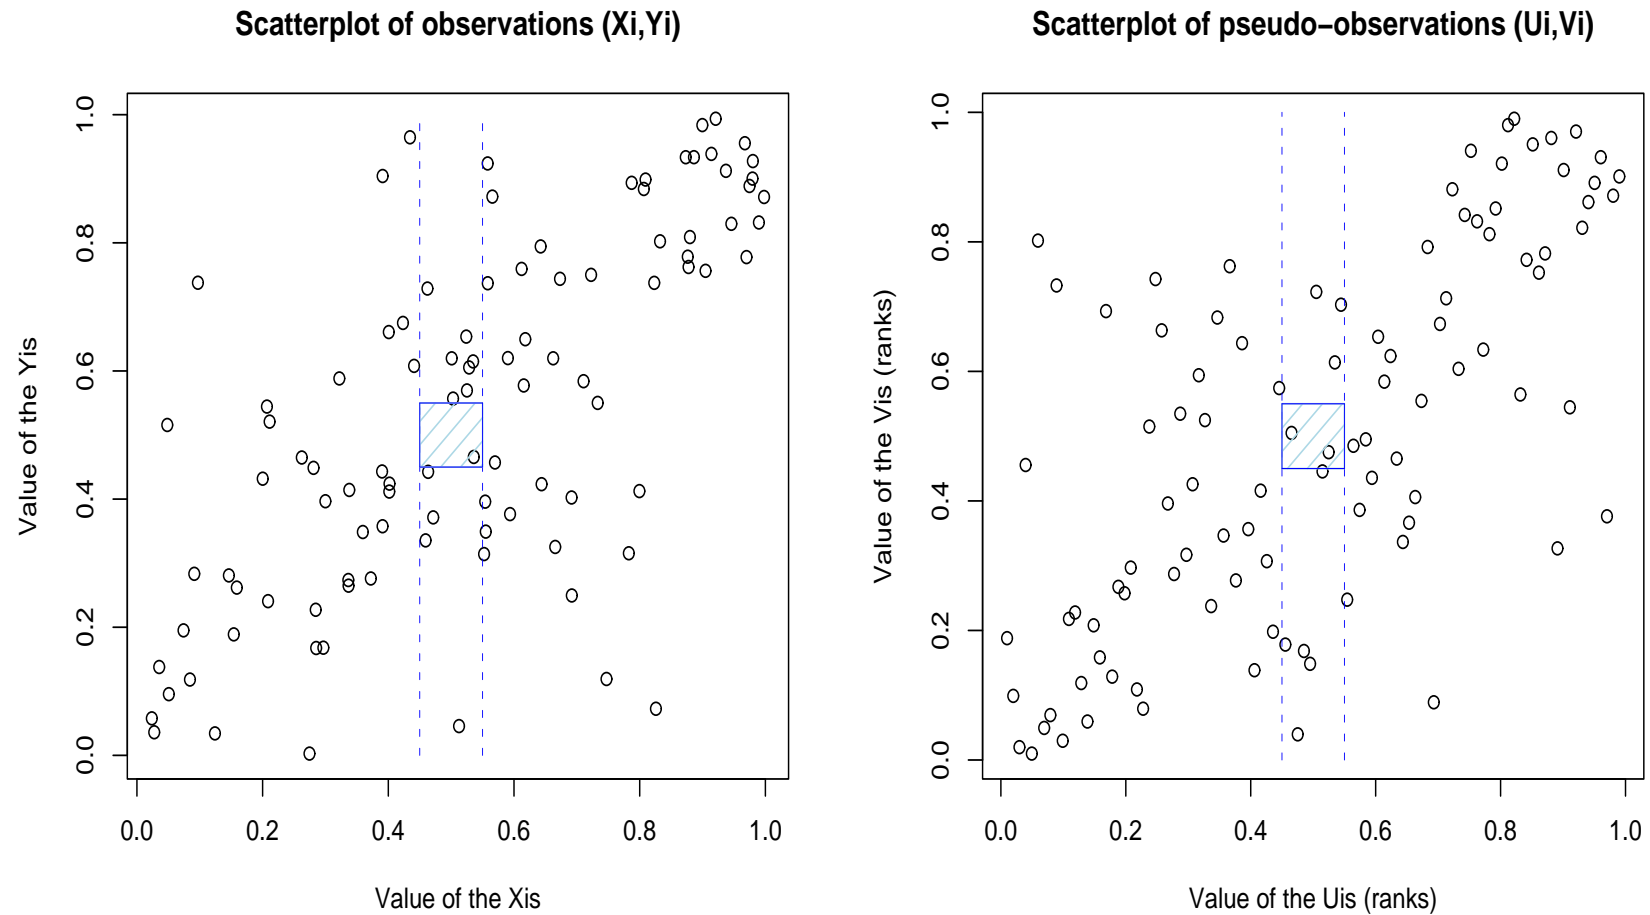 Scatterplot of observations (Xi,Yi)
Value of the Yis
0.0 0.2 0.4 0.6 0.8 1.0
0.0 0.2 0.4 0.6 0.8 1.0
Value of the Xis
Scatterplot of pseudo−observations (Ui,Vi)
Value of the Vis (ranks)
0.0 0.2 0.4 0.6 0.8 1.0
0.0 0.2 0.4 0.6 0.8 1.0
Value of the Uis (ranks)